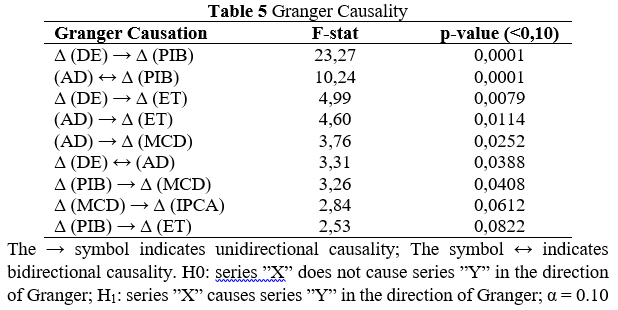 Table 5 Granger Causality
Granger Causation F-stat p-value (<0,10)
Δ (DE) → Δ (PIB) 23,27 0,0001
(AD) ↔ Δ (PIB) 10,24 0,0001
Δ (DE) → Δ (ET) 4,99 0,0079
(AD) → Δ (ET) 4,60 0,0114
(AD) → Δ (MCD) 3,76 0,0252
Δ (DE) ↔ (AD) 3,31 0,0388
Δ (PIB) → Δ (MCD) 3,26 0,0408
Δ (MCD) → Δ (IPCA) 2,84 0,0612
Δ (PIB) → Δ (ET) 2,53 0,0822
The → symbol indicates unidirectional causality; The symbol ↔ indicates
bidirectional causality. H0: series ”X” does not cause series ”Y” in the direction
of Granger; H₁: series ”X” causes series ”Y” in the direction of Granger; α = 0.10